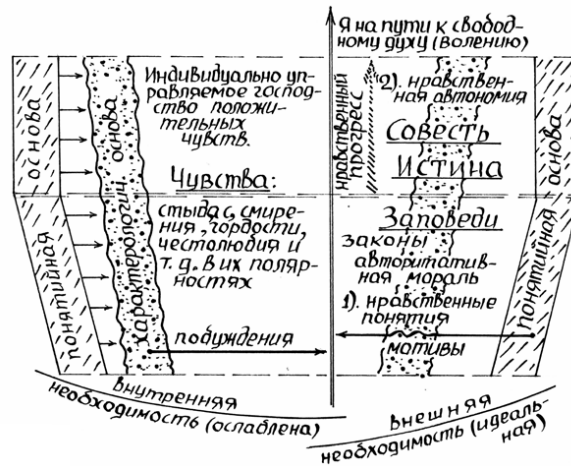 Я на пути к свобод-
ному духу (волению)
Индивидуально уп-
равляемое господ-
ство положи-
тельных
чувств.
Чувства:
стыда, смире-
ния, гордости,
честолюбия и
т. д. в их поляр-
ностях
побуждения
основа
понятийная
основа
характерологич.
нравственный
прогресс
2). нравствен-
ная автономия
Совесть
Истина
Заповеди
законы
авторитатив-
ная мораль
1). нравственные
понятия
мотивы
основа
понятийная
внутренняя
необходимость (ослаблена)
внешняя
необходимость (идеаль-
ная)